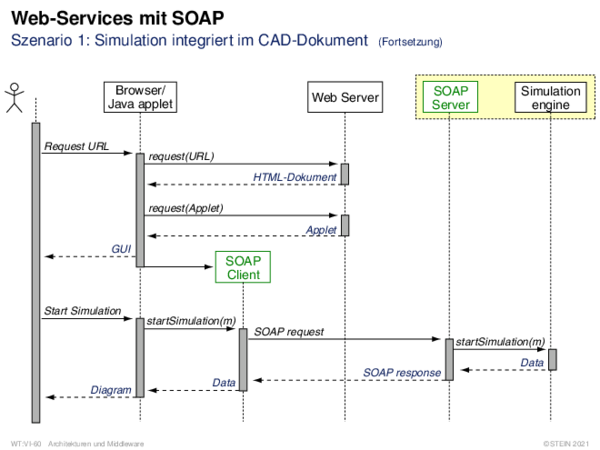 Web-Services mit SOAP
Szenario 1: Simulation integriert im CAD-Dokument (Fortsetzung)
Browser/
Java applet
Web Server
SOAP
Server
Simulation
engine
Request URL
request(URL)
HTML-Dokument
request(Applet)
Applet
GUI
SOAP
Client
Start Simulation
startSimulation(m)
SOAP request
startSimulation(m)
Data
SOAP response
Data
Diagram
WT:VI-60 Architekturen und Middleware
©STEIN 2021